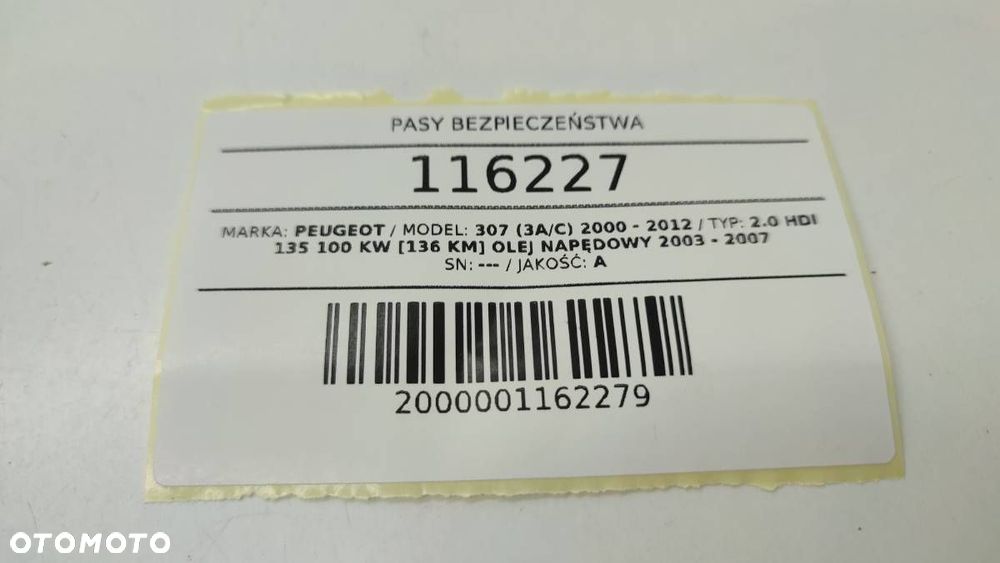 PASY BEZPIECZEŃSTWA
116227
MARKA: PEUGEOT / MODEL: 307 (3A/C) 2000 - 2012 / TYP: 2.0 HDI
135 100 KW [136 KM] OLEJ NAPĘDOWY 2003 - 2007
SN: --- / JAKOŚĆ: A
2000001162279
OTOMOTO